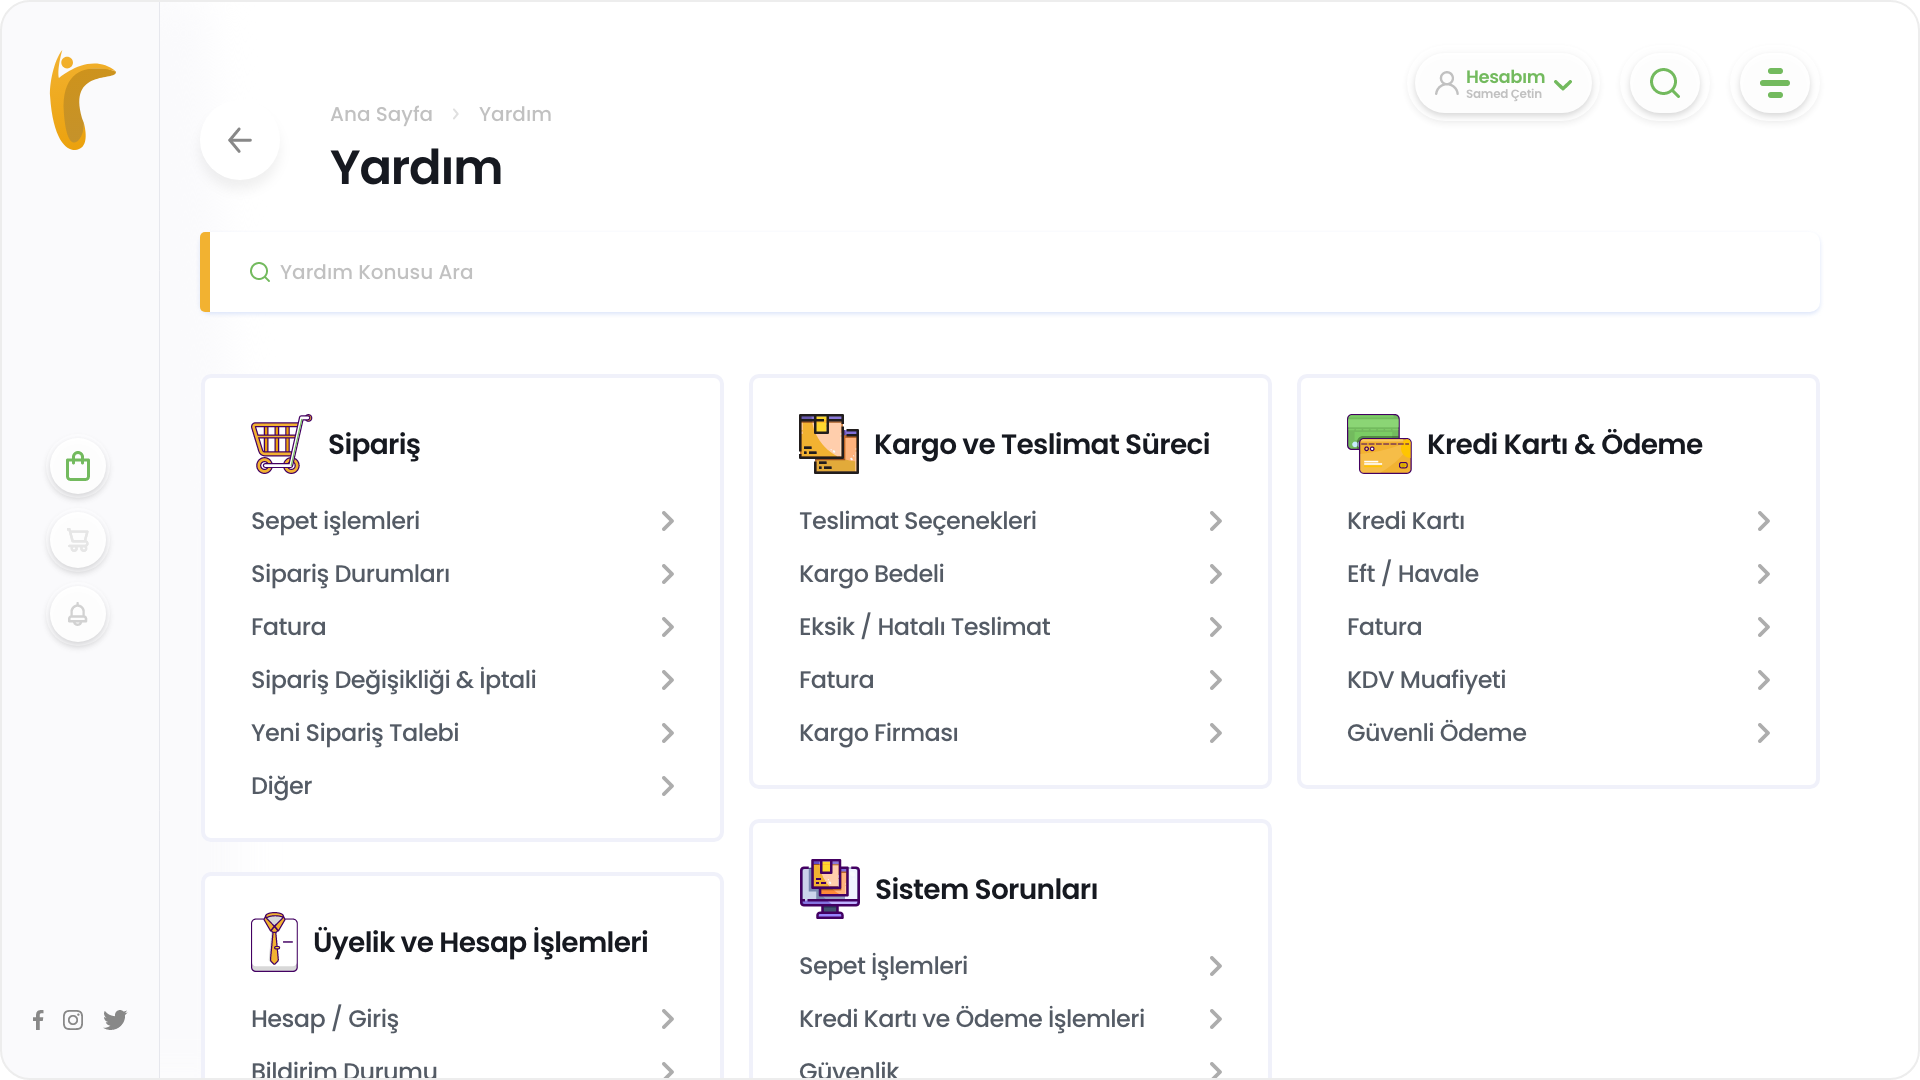 Hesabım
Samed Çetin
Ana Sayfa
Yardım
Yardım
Yardım Konusu Ara
Sipariş
Sepet işlemleri
Sipariş Durumları
Fatura
Sipariş Değişikliği & İptali
Yeni Sipariş Talebi
Diğer
Kargo ve Teslimat Süreci
Teslimat Seçenekleri
Kargo Bedeli
Eksik / Hatalı Teslimat
Fatura
Kargo Firması
Kredi Kartı & Ödeme
Kredi Kartı
Eft / Havale
Fatura
KDV Muafiyeti
Güvenli Ödeme
Üyelik ve Hesap İşlemleri
Hesap / Giriş
Bildirim Durumu
Sistem Sorunları
Sepet İşlemleri
Kredi Kartı ve Ödeme İşlemleri
Güvenlik